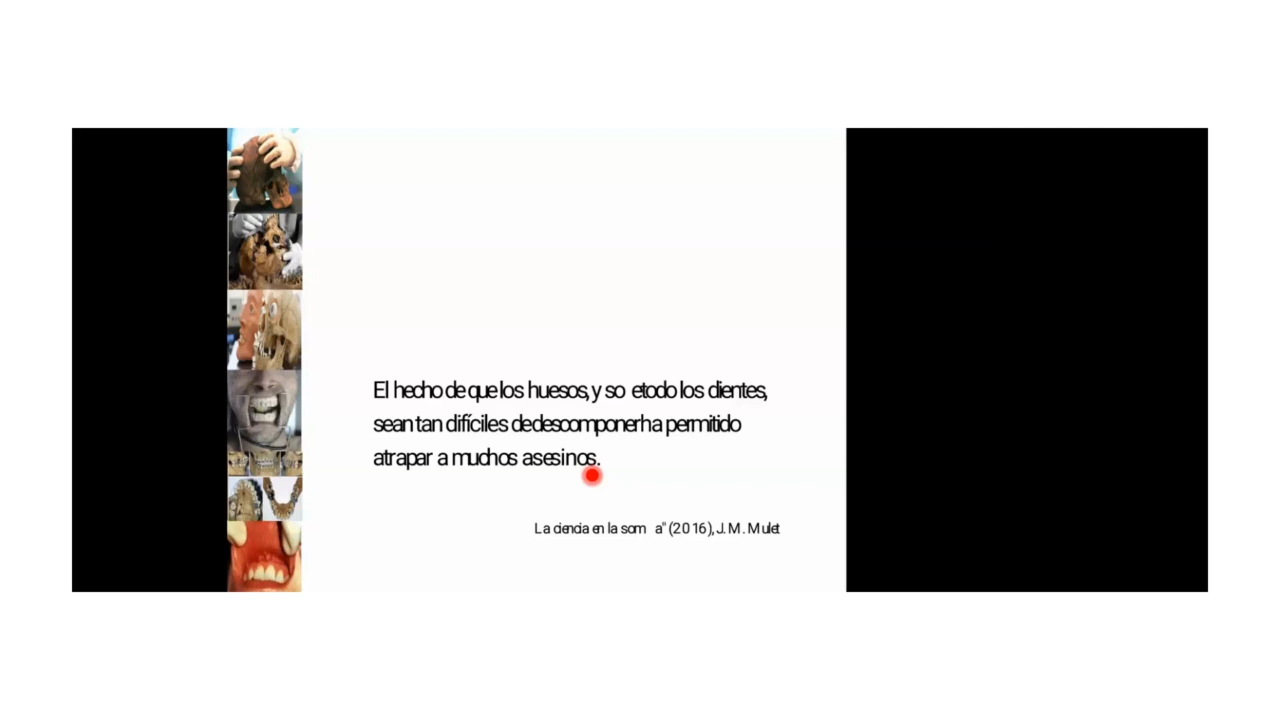 El hecho de que los huesos, y so etodo los dientes,
sean tan difíciles de descomponer ha permitido
atrapar a muchos asesinos.
La ciencia en la som a" (2016), J. M. Mulet